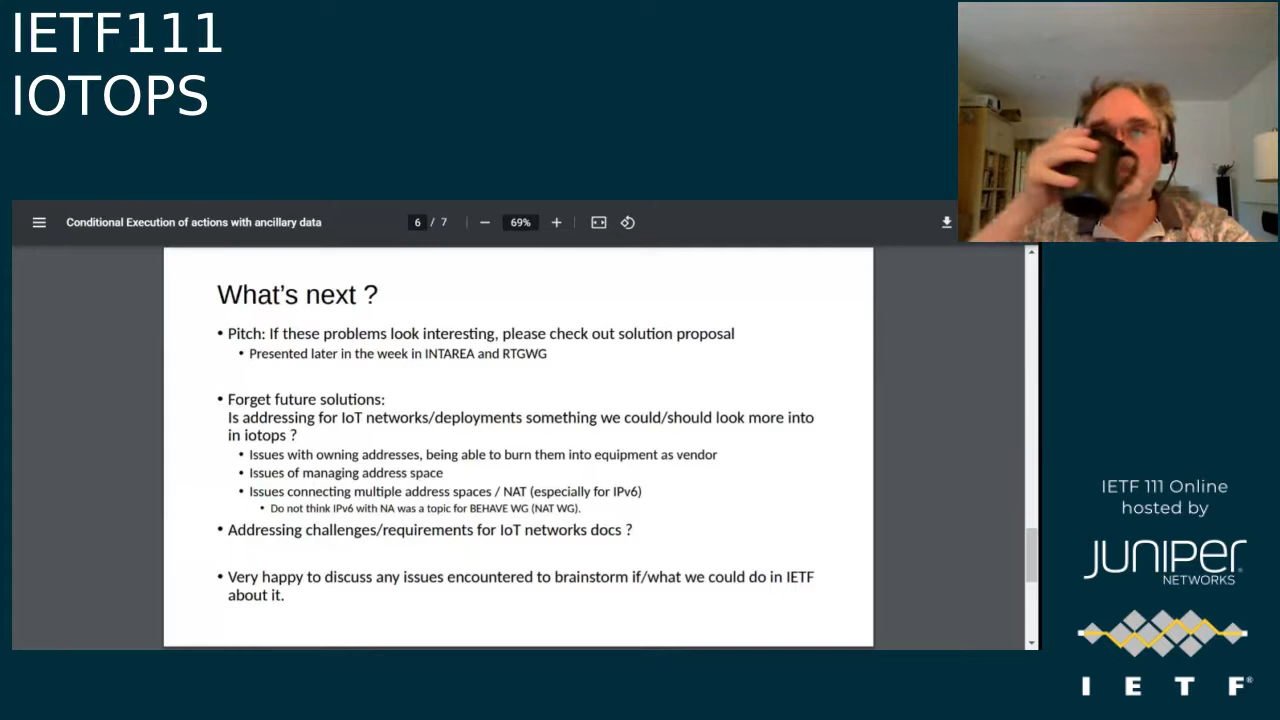 IETF111
IOTOPS
Conditional Execution of actions with ancillary data
6 / 7
69%
What's next ?
• Pitch: If these problems look interesting, please check out solution proposal
• Presented later in the week in INTAREA and RTGWG
• Forget future solutions:
Is addressing for IoT networks/deployments something we could/should look more into
in iotops ?
• Issues with owning addresses, being able to burn them into equipment as vendor
• Issues of managing address space
• Issues connecting multiple address spaces / NAT (especially for IPv6)
• Do not think IPv6 with NA was a topic for BEHAVE WG (NAT WG).
• Addressing challenges/requirements for IoT networks docs ?
• Very happy to discuss any issues encountered to brainstorm if/what we could do in IETF
about it.
IETF 111 Online
hosted by
JUNIPER
NETWORKS
I E T F®